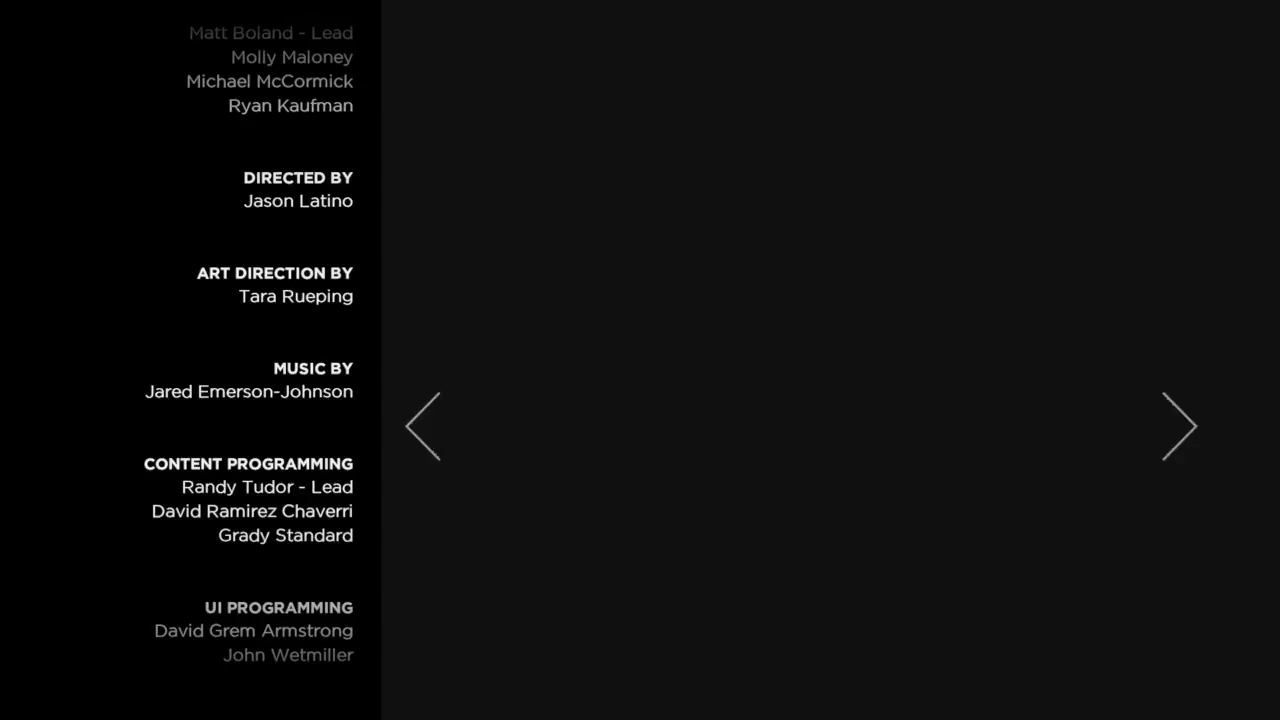 Matt Boland - Lead
Molly Maloney
Michael McCormick
Ryan Kaufman
DIRECTED BY
Jason Latino
ART DIRECTION BY
Tara Rueping
MUSIC BY
Jared Emerson-Johnson
CONTENT PROGRAMMING
Randy Tudor - Lead
David Ramirez Chaverri
Grady Standard
UI PROGRAMMING
David Grem Armstrong
John Wetmiller